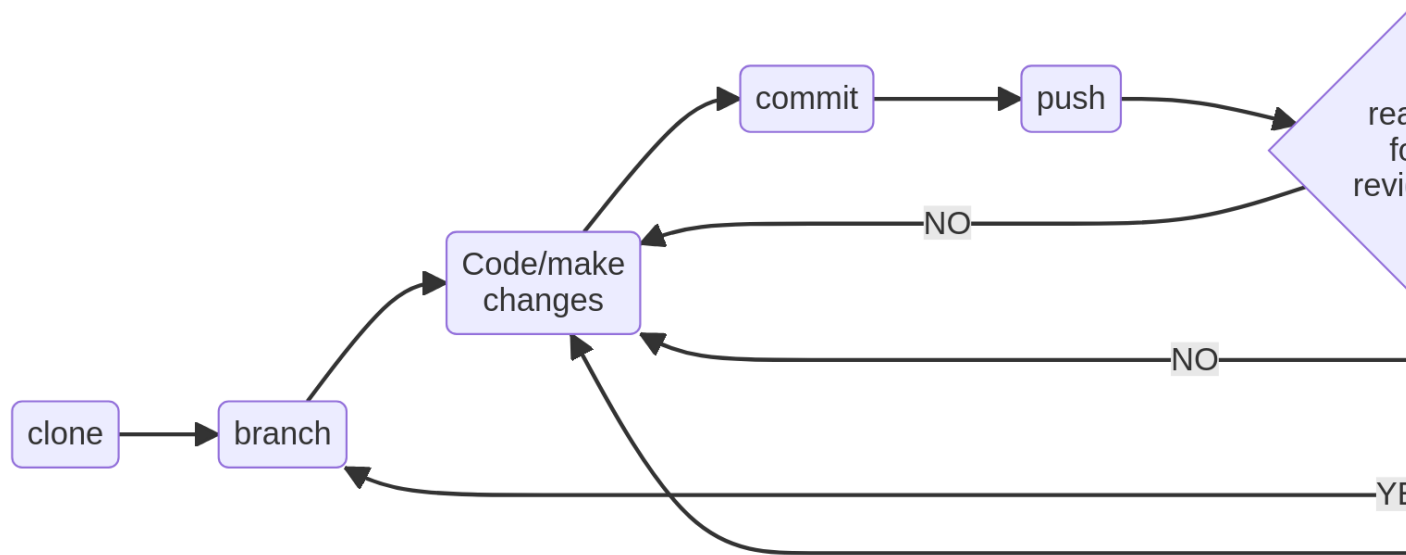 commit
push
NO
Code/make
changes
NO
clone
branch